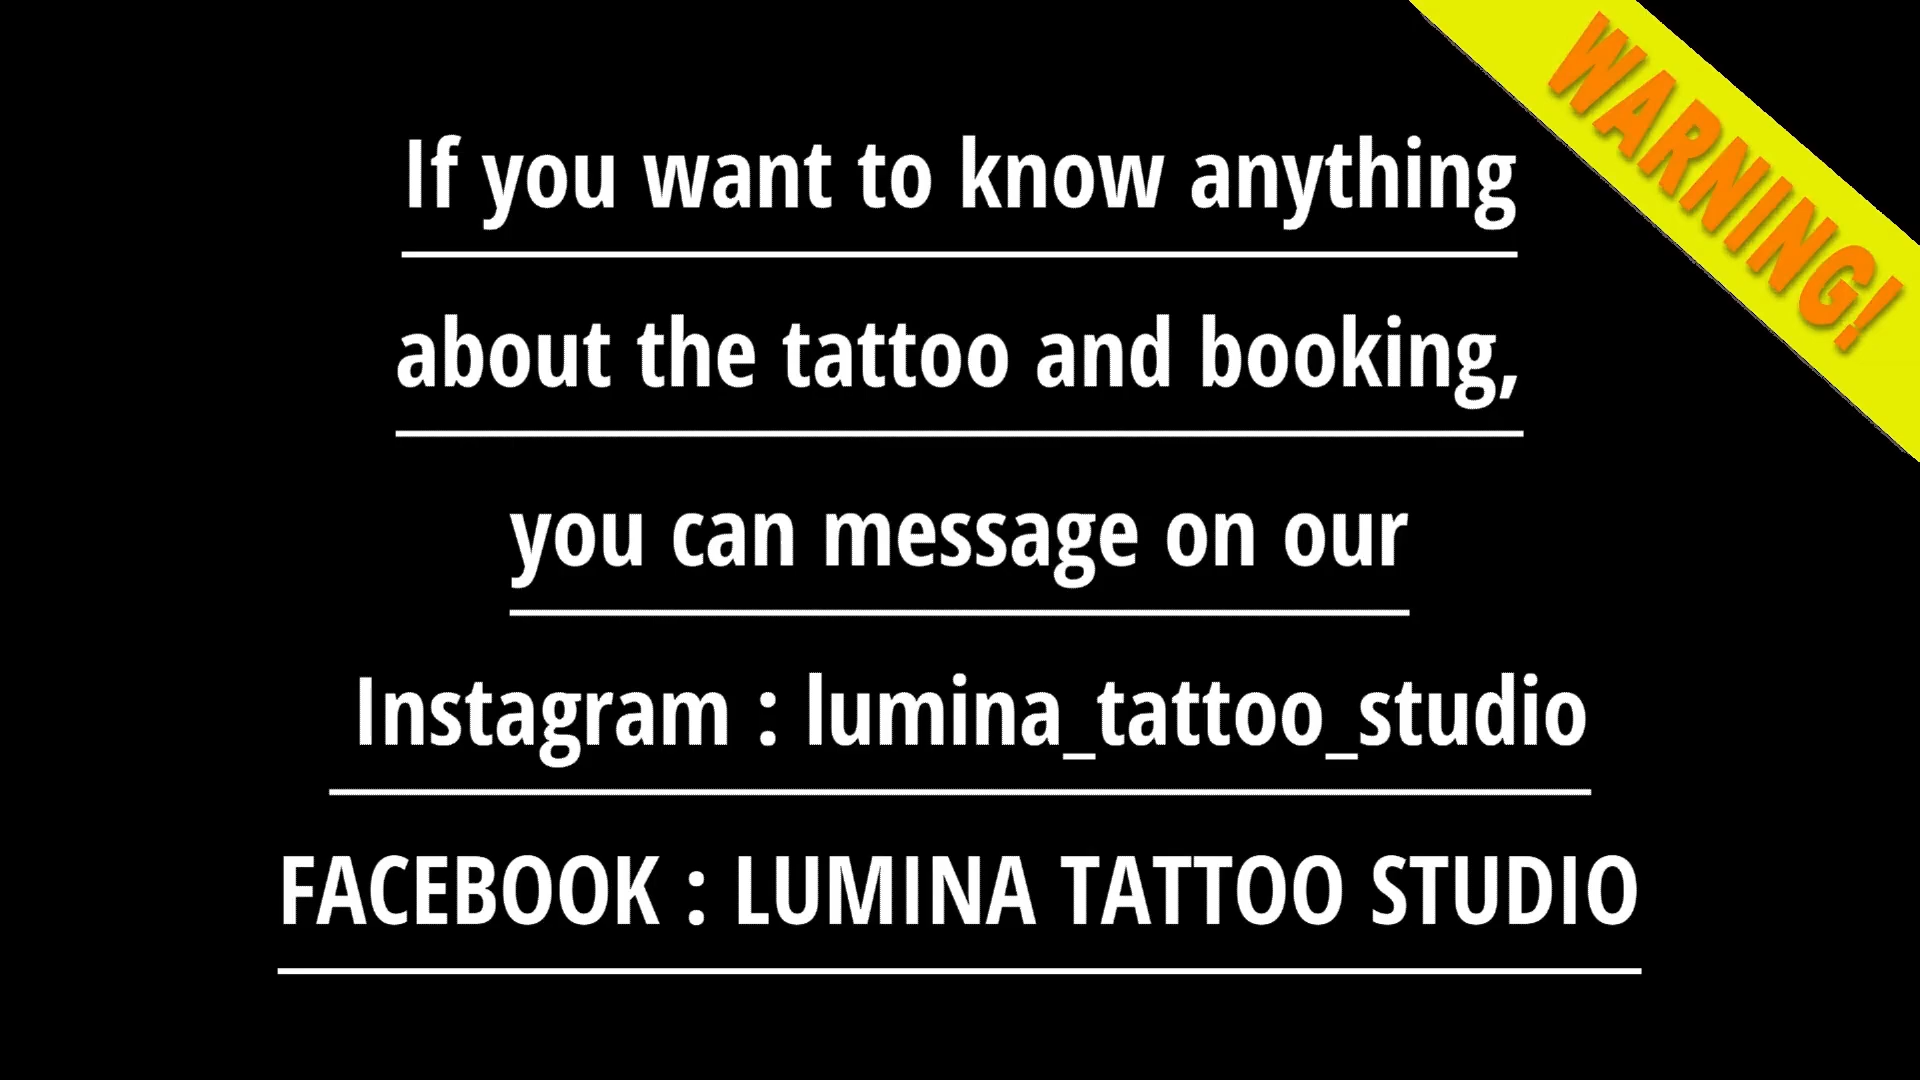 WARNING!
If you want to know anything
about the tattoo and booking,
you can message on our
Instagram : lumina_tattoo_studio
FACEBOOK : LUMINA TATTOO STUDIO